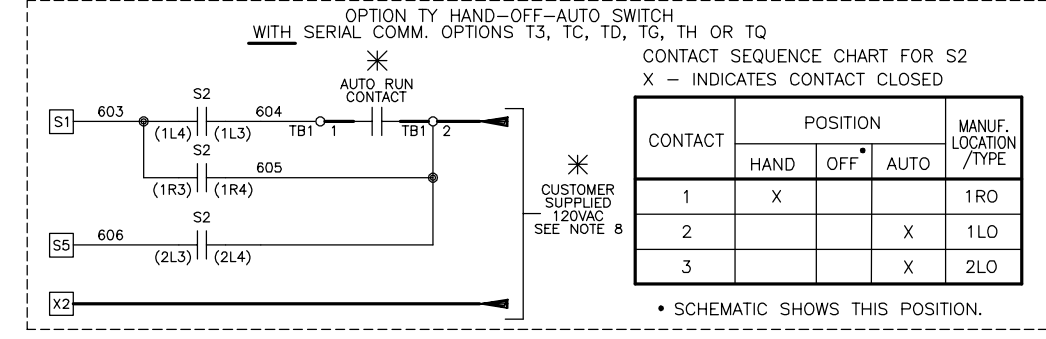 OPTION TY HAND-OFF-AUTO SWITCH
WITH SERIAL COMM. OPTIONS T3, TC, TD, TG, TH OR TQ
CONTACT SEQUENCE CHART FOR S2
X - INDICATES CONTACT CLOSED
AUTO RUN
CONTACT
S2
S1 603 604
(1L4) (1L3) TB1 1 TB1 2
S2
605
(1R3) (1R4)
S2
S5 606
(2L3) (2L4)
X2
CUSTOMER
SUPPLIED
120VAC
SEE NOTE 8
CONTACT POSITION MANUF.
LOCATION
/TYPE
HAND OFF• AUTO
1 X 1RO
2 X 1LO
3 X 2LO
• SCHEMATIC SHOWS THIS POSITION.